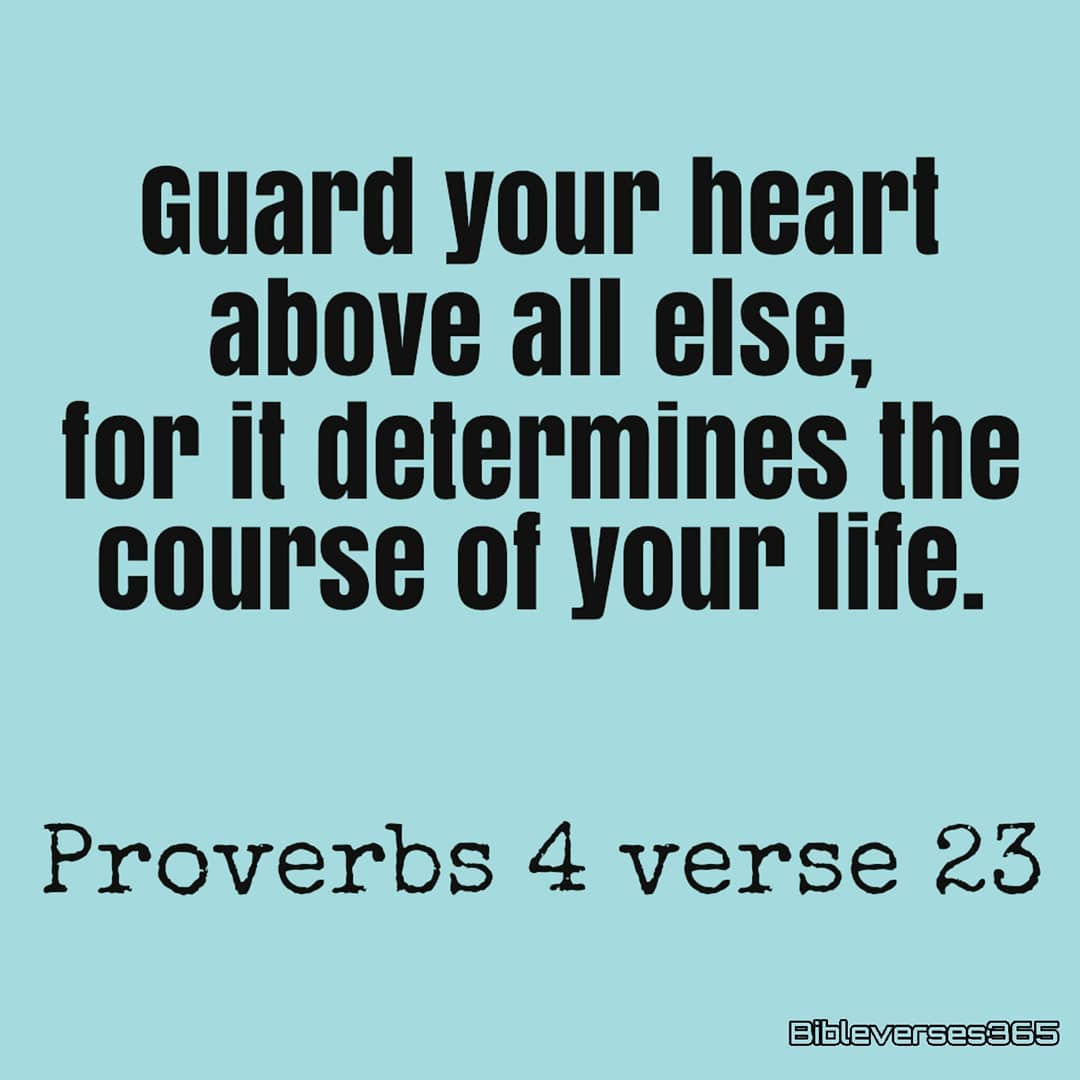 Guard your heart
above all else,
for it determines the
course of your life.
Proverbs 4 verse 23
Bibleverses365